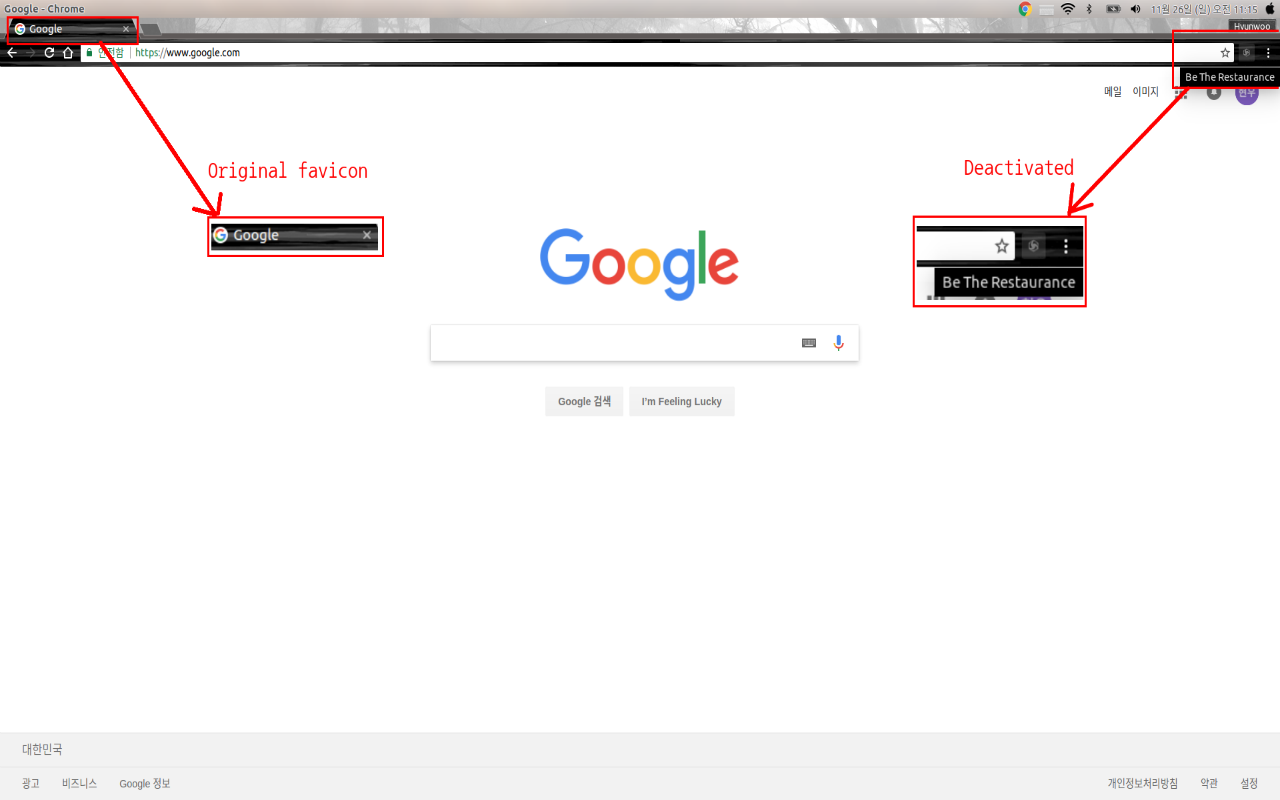 Google - Chrome
11월 26일 (일) 오전 11:15
Google
Hyunwoo
안전함 https://www.google.com
Be The Restaurance
메일 이미지
현우
Original favicon
Deactivated
Google
Be The Restaurance
Google
Google 검색 I'm Feeling Lucky
대한민국
광고 비즈니스 Google 정보
개인정보처리방침 약관 설정